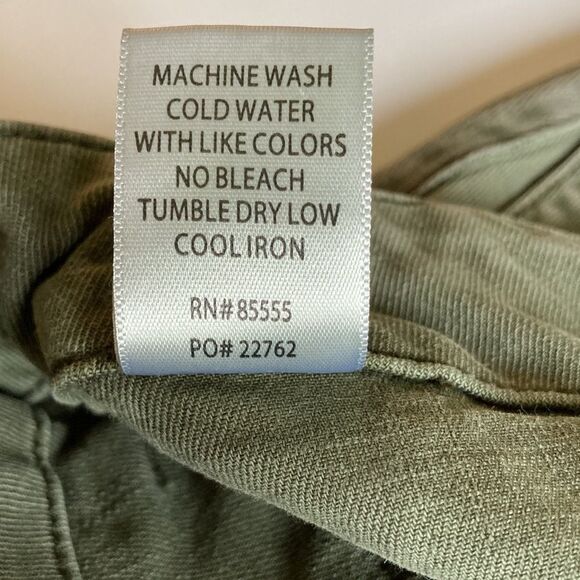 MACHINE WASH
COLD WATER
WITH LIKE COLORS
NO BLEACH
TUMBLE DRY LOW
COOL IRON
RN# 85555
PO# 22762